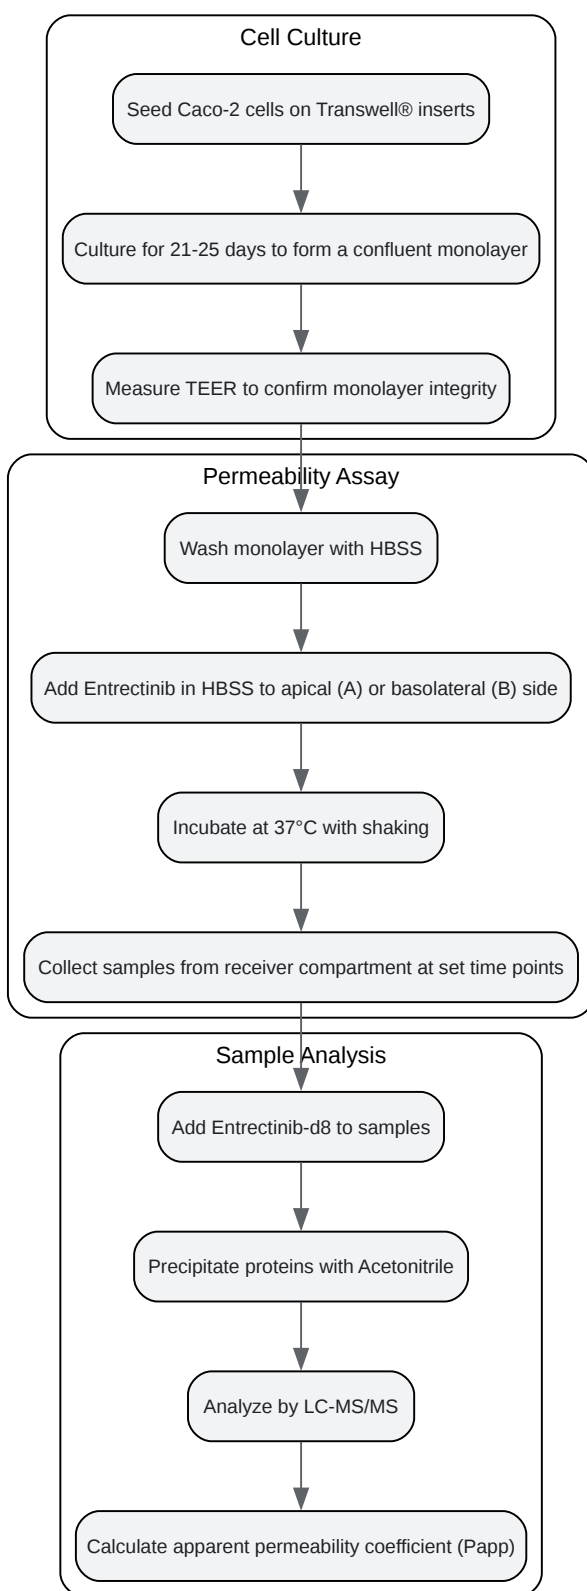 Cell Culture
Seed Caco-2 cells on Transwell® inserts
Culture for 21-25 days to form a confluent monolayer
Measure TEER to confirm monolayer integrity
Permeability Assay
Wash monolayer with HBSS
Add Entrectinib in HBSS to apical (A) or basolateral (B) side
Incubate at 37°C with shaking
Collect samples from receiver compartment at set time points
Sample Analysis
Add Entrectinib-d8 to samples
Precipitate proteins with Acetonitrile
Analyze by LC-MS/MS
Calculate apparent permeability coefficient (Papp)